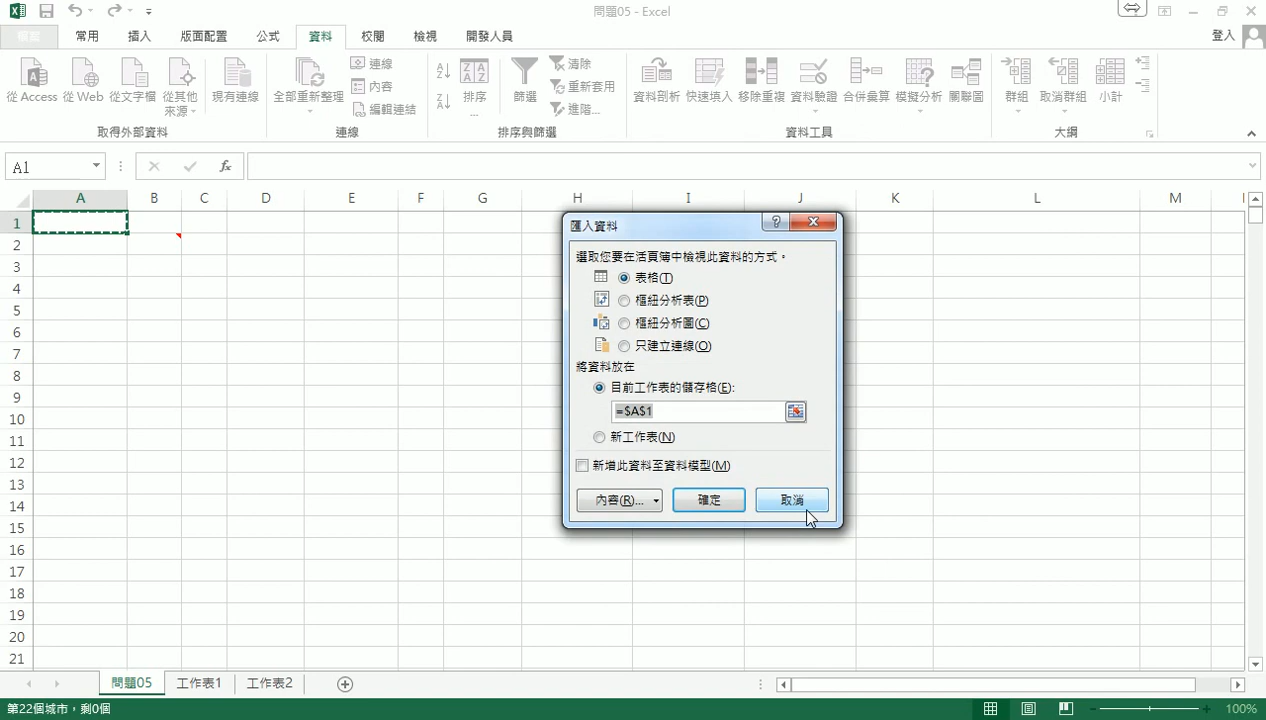 問題05 - Excel
檔案 常用 插入 版面配置 公式 資料 校閱 檢視 開發人員 登入
從 Access 從 Web 從文字檔 從其他來源 現有連線 全部重新整理 連線 內容 編輯連結 排序... 篩選 清除 重新套用 進階... 資料剖析 快速填入 移除重複 資料驗證 合併彙算 模擬分析 關聯圖 群組 取消群組 小計
取得外部資料 連線 排序與篩選 資料工具 大綱
A1 fx
A B C D E F G H I J K L M
1
2
3
4
5
6
7
8
9
10
11
12
13
14
15
16
17
18
19
20
21
匯入資料
選取您要在活頁簿中檢視此資料的方式。
表格(T)
樞紐分析表(P)
樞紐分析圖(C)
只建立連線(O)
將資料放在
目前工作表的儲存格(E):
=$A$1
新工作表(N)
新增此資料至資料模型(M)
內容(R)... 確定 取消
問題05 工作表1 工作表2
第22個城市，剩0個 100%